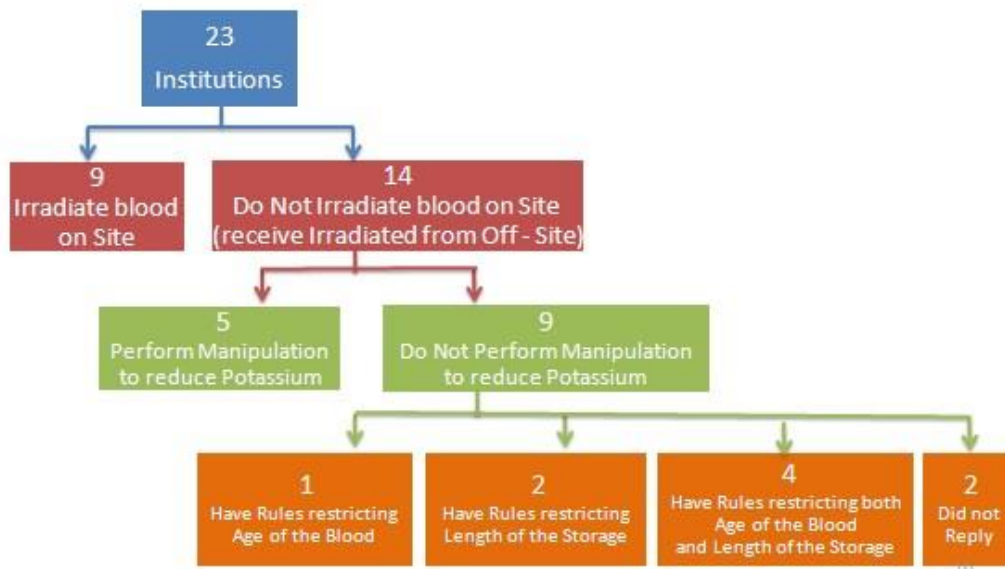 23
Institutions
9
Irradiate blood
on Site
14
Do Not Irradiate blood on Site
(receive Irradiated from Off - Site)
5
Perform Manipulation
to reduce Potassium
9
Do Not Perform Manipulation
to reduce Potassium
1
Have Rules restricting
Age of the Blood
2
Have Rules restricting
Length of the Storage
4
Have Rules restricting both
Age of the Blood
and Length of the Storage
2
Did not
Reply